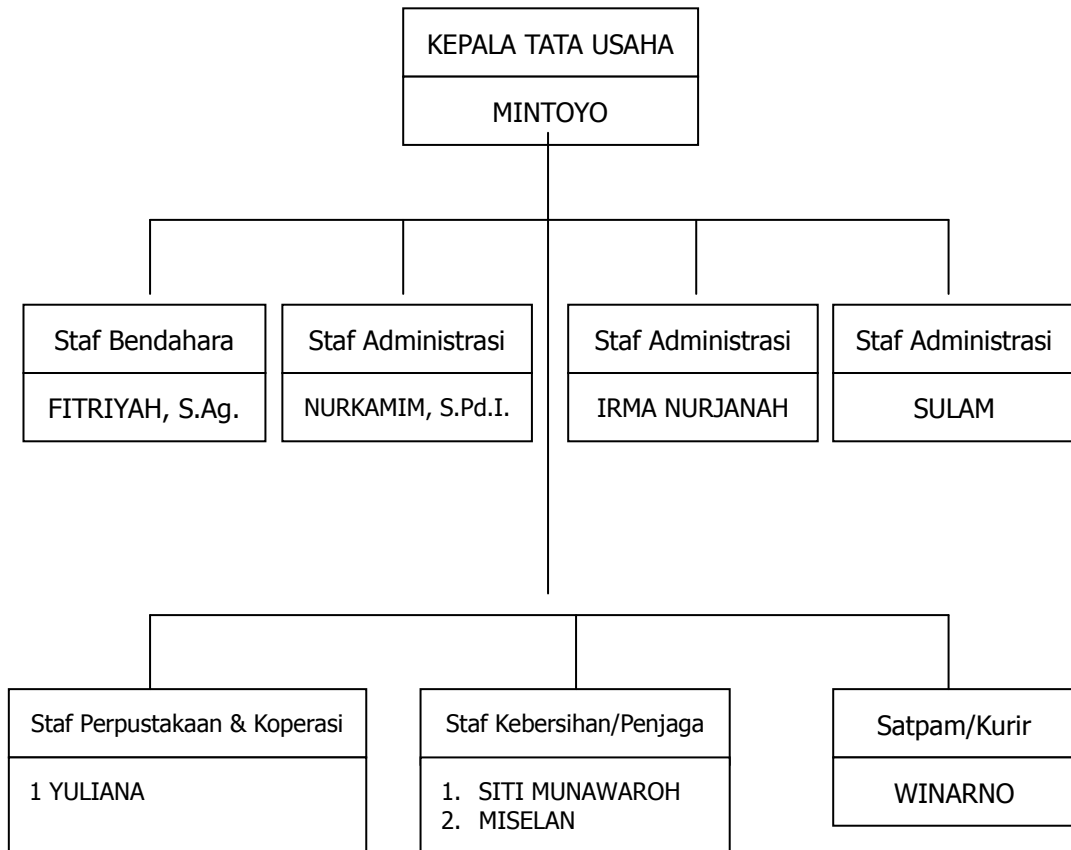 KEPALA TATA USAHA
MINTOYO
Staf Bendahara
FITRIYAH, S.Ag.
Staf Administrasi
NURKAMIM, S.Pd.I.
Staf Administrasi
IRMA NURJANAH
Staf Administrasi
SULAM
Staf Perpustakaan & Koperasi
1 YULIANA
Staf Kebersihan/Penjaga
1. SITI MUNAWAROH
2. MISELAN
Satpam/Kurir
WINARNO